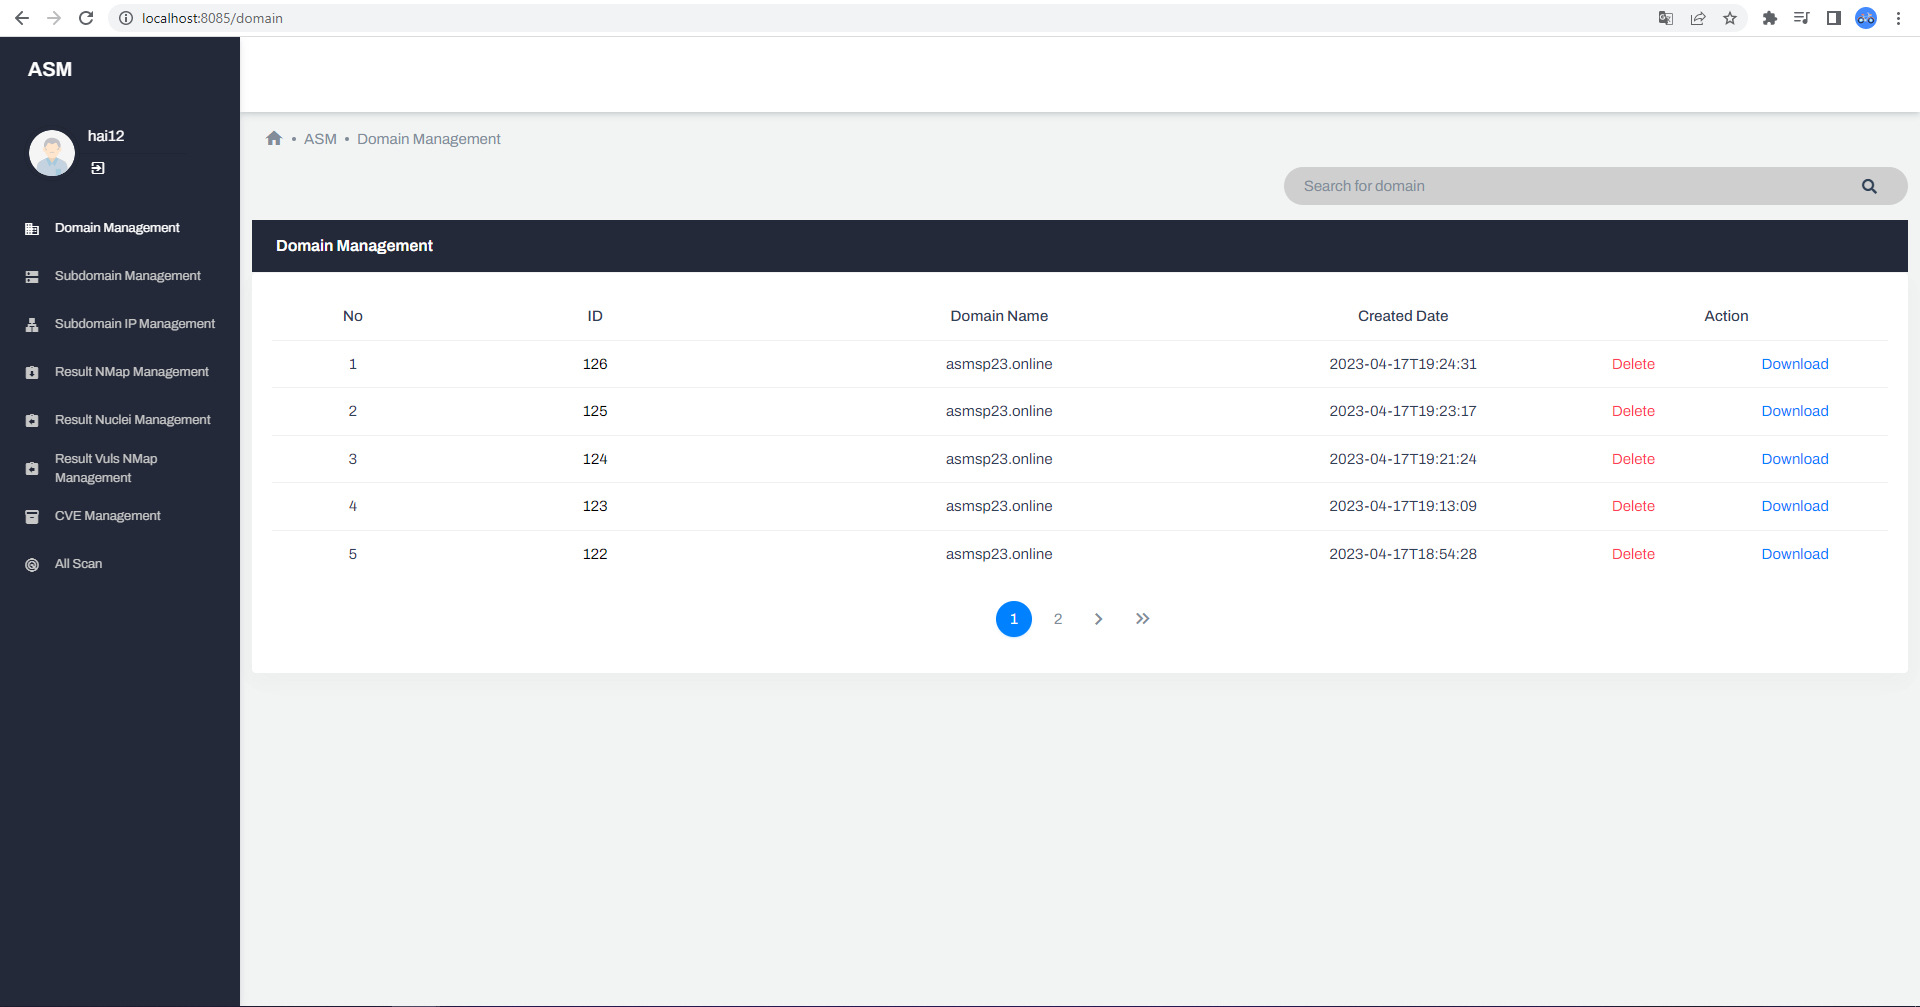 localhost:8085/domain
ASM
hai12
Domain Management
Subdomain Management
Subdomain IP Management
Result NMap Management
Result Nuclei Management
Result Vuls NMap
Management
CVE Management
All Scan
• ASM • Domain Management
Search for domain
Domain Management
No ID Domain Name Created Date Action
1 126 asmsp23.online 2023-04-17T19:24:31 Delete Download
2 125 asmsp23.online 2023-04-17T19:23:17 Delete Download
3 124 asmsp23.online 2023-04-17T19:21:24 Delete Download
4 123 asmsp23.online 2023-04-17T19:13:09 Delete Download
5 122 asmsp23.online 2023-04-17T18:54:28 Delete Download
1 2 › »